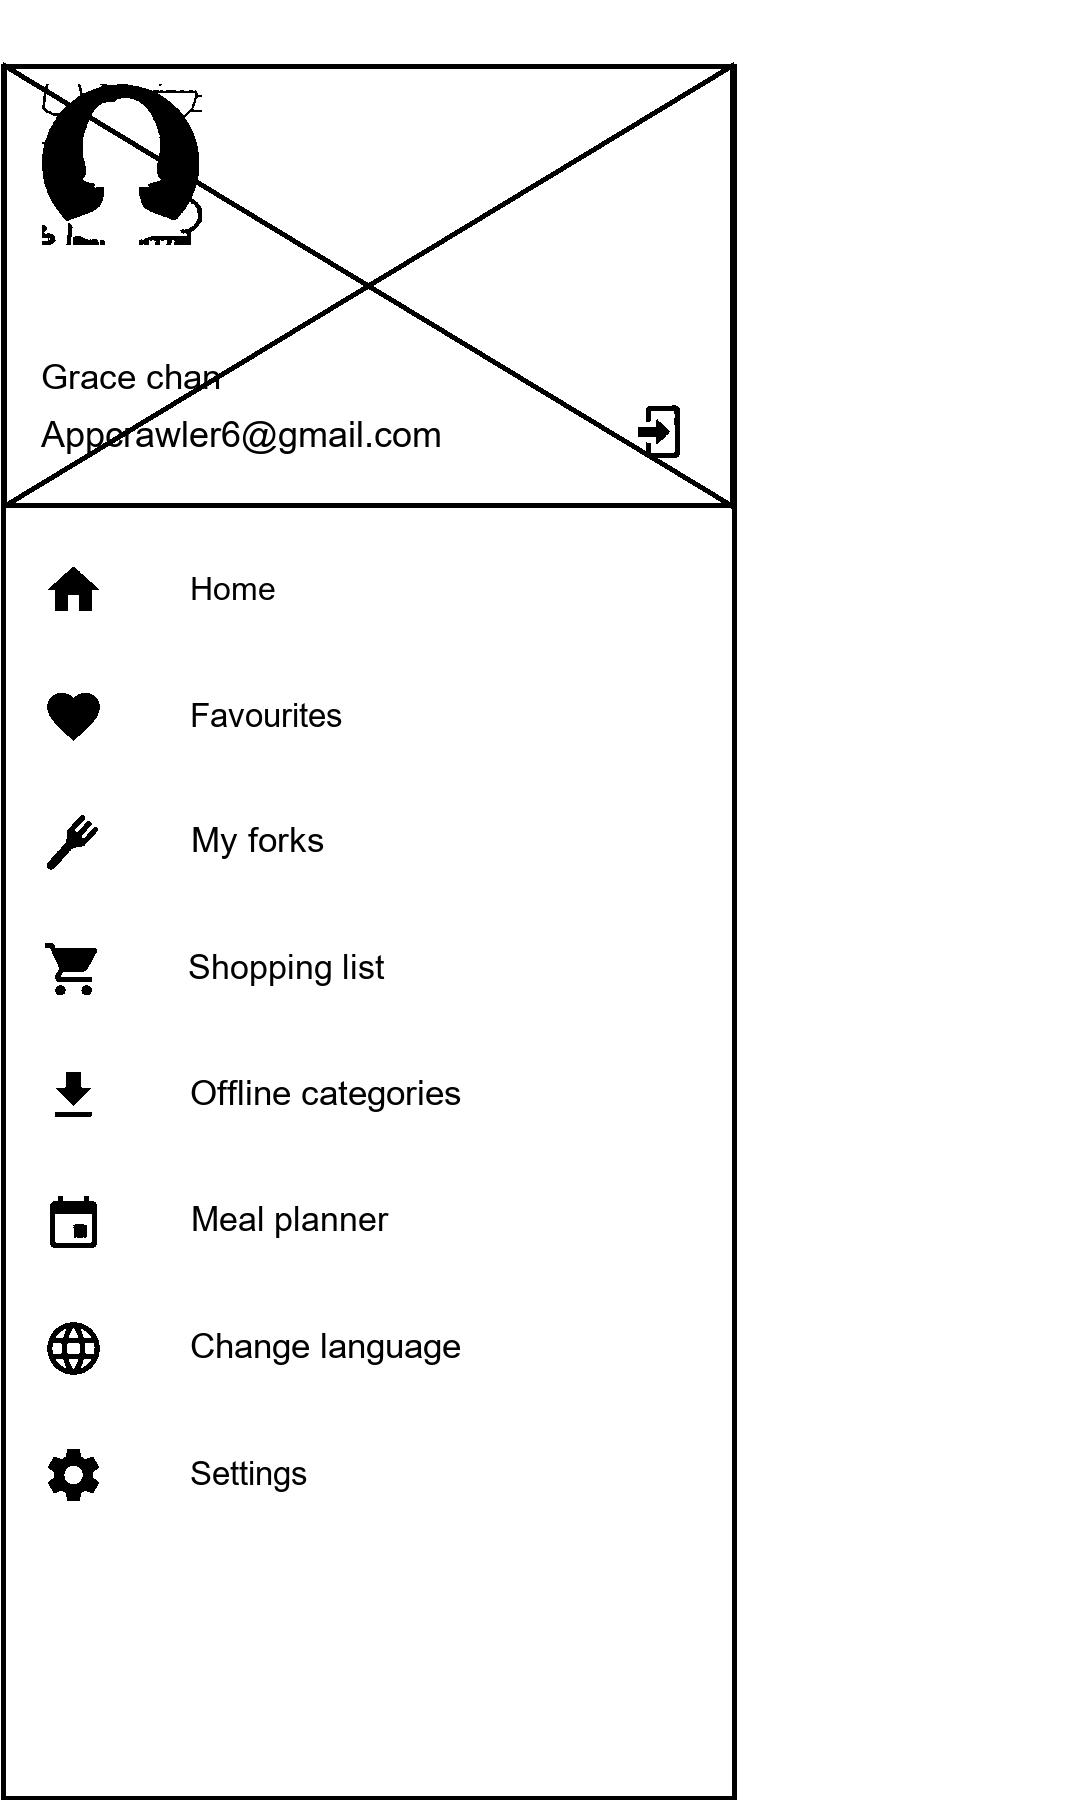 Grace chan
Appcrawler6@gmail.com
Home
Favourites
My forks
Shopping list
Offline categories
Meal planner
Change language
Settings